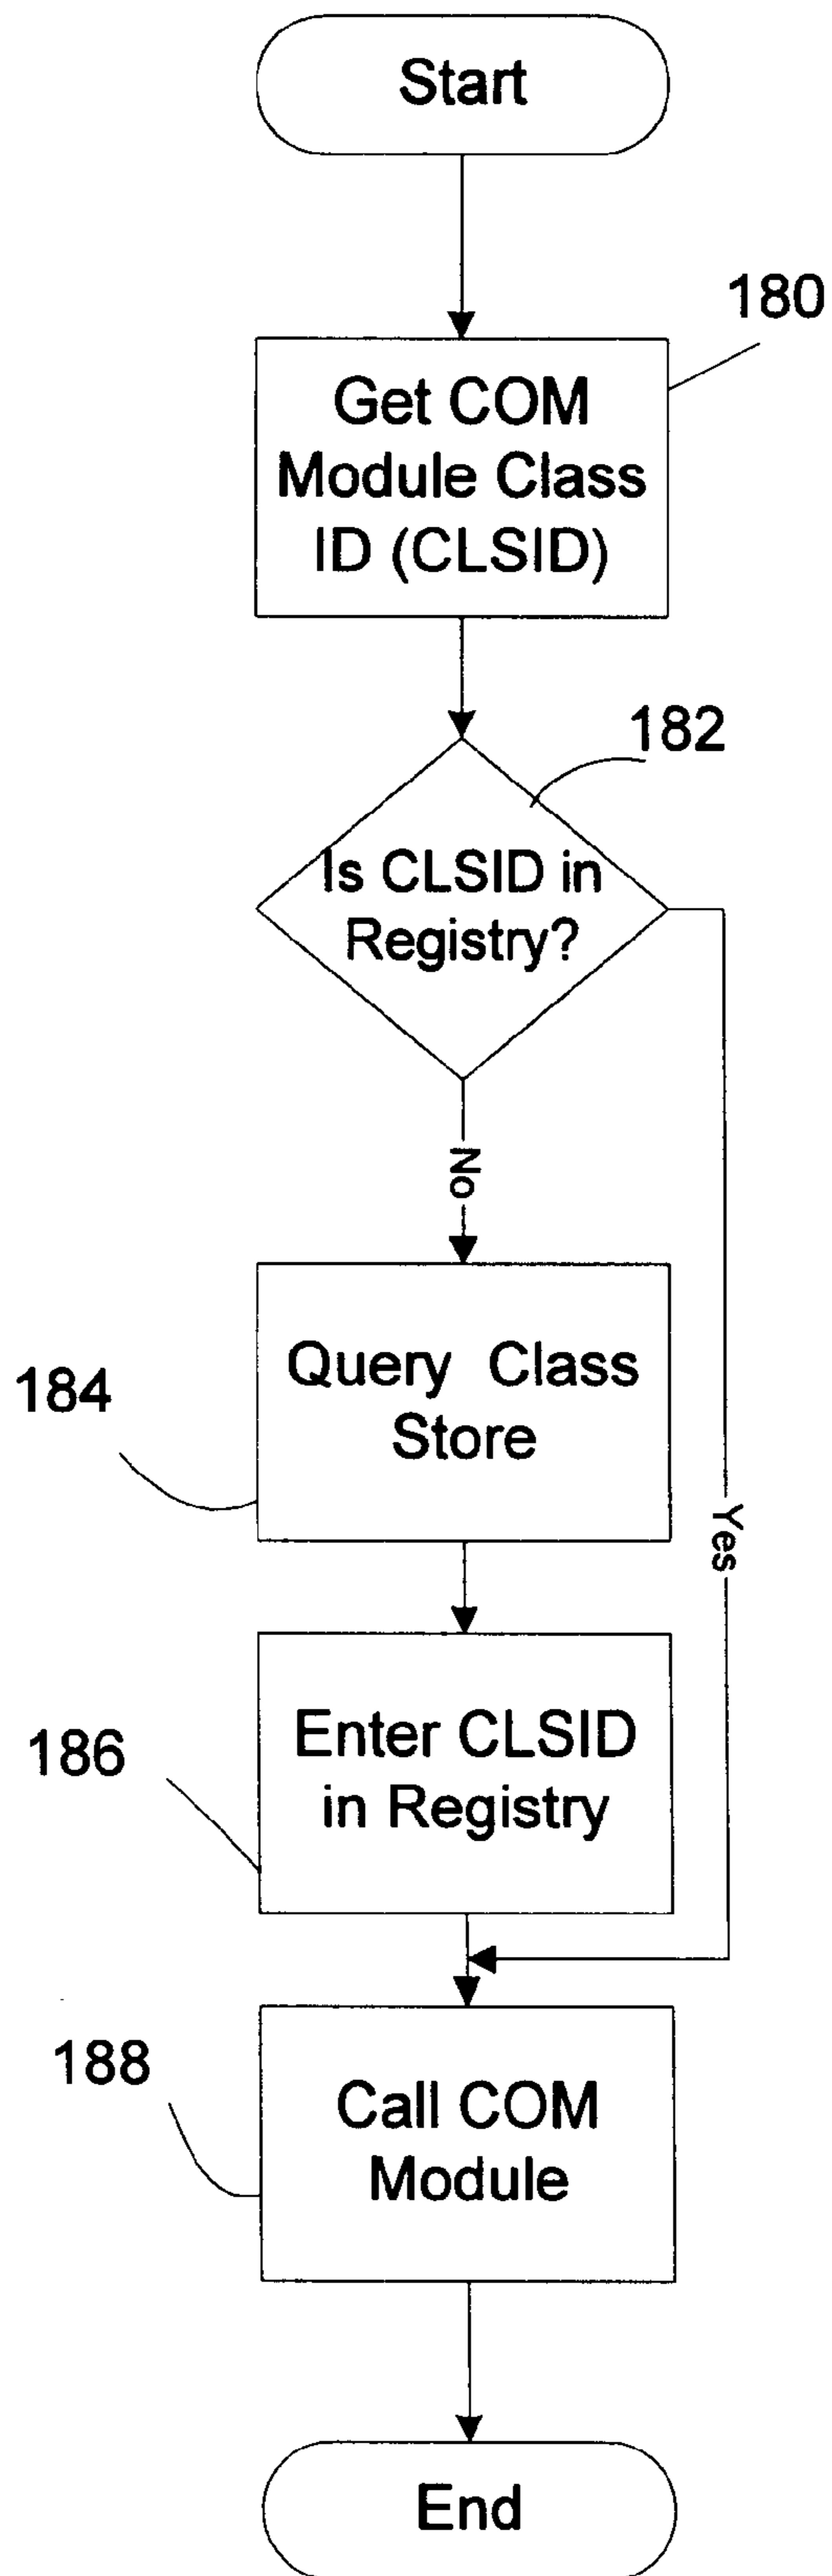 Start
180
Get COM
Module Class
ID (CLSID)
182
Is CLSID in
Registry?
No
184
Query Class
Store
Yes
186
Enter CLSID
in Registry
188
Call COM
Module
End